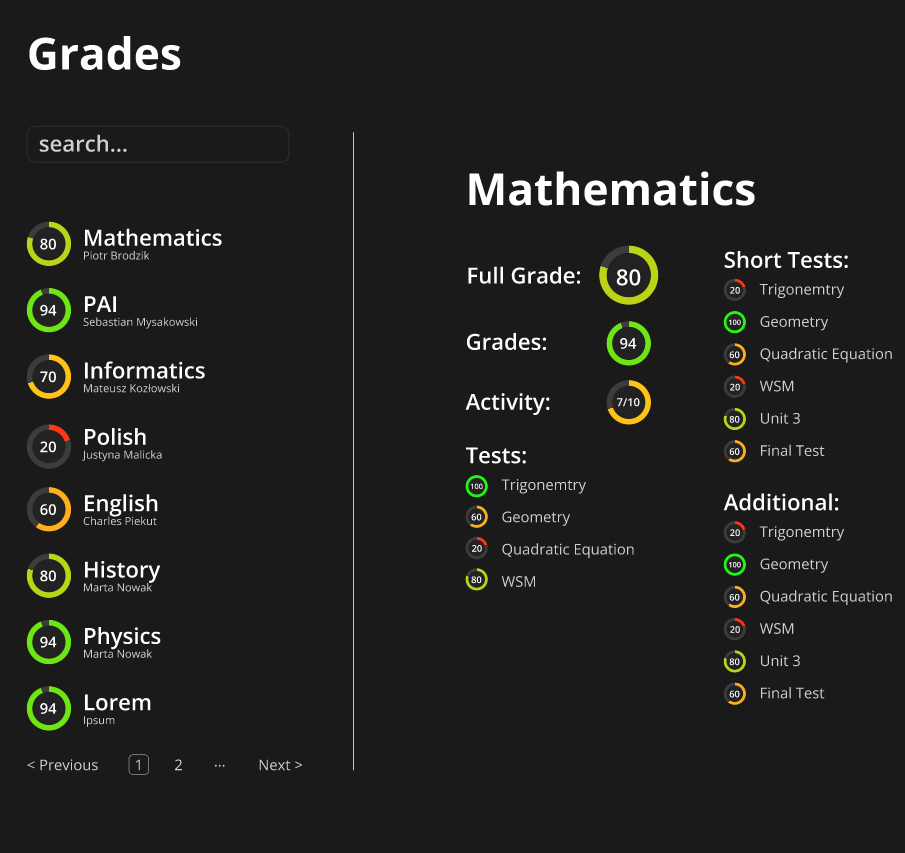 Grades
search...
80
Mathematics
Piotr Brodzik
94
PAI
Sebastian Mysakowski
70
Informatics
Mateusz Kozłowski
20
Polish
Justyna Malicka
60
English
Charles Piekut
80
History
Marta Nowak
94
Physics
Marta Nowak
94
Lorem
Ipsum
< Previous 1 2 ... Next >
Mathematics
Full Grade: 80
Grades: 94
Activity: 7/10
Tests:
100 Trigonemtry
60 Geometry
20 Quadratic Equation
80 WSM
Short Tests:
20 Trigonemtry
100 Geometry
60 Quadratic Equation
20 WSM
80 Unit 3
60 Final Test
Additional:
20 Trigonemtry
100 Geometry
60 Quadratic Equation
20 WSM
80 Unit 3
60 Final Test